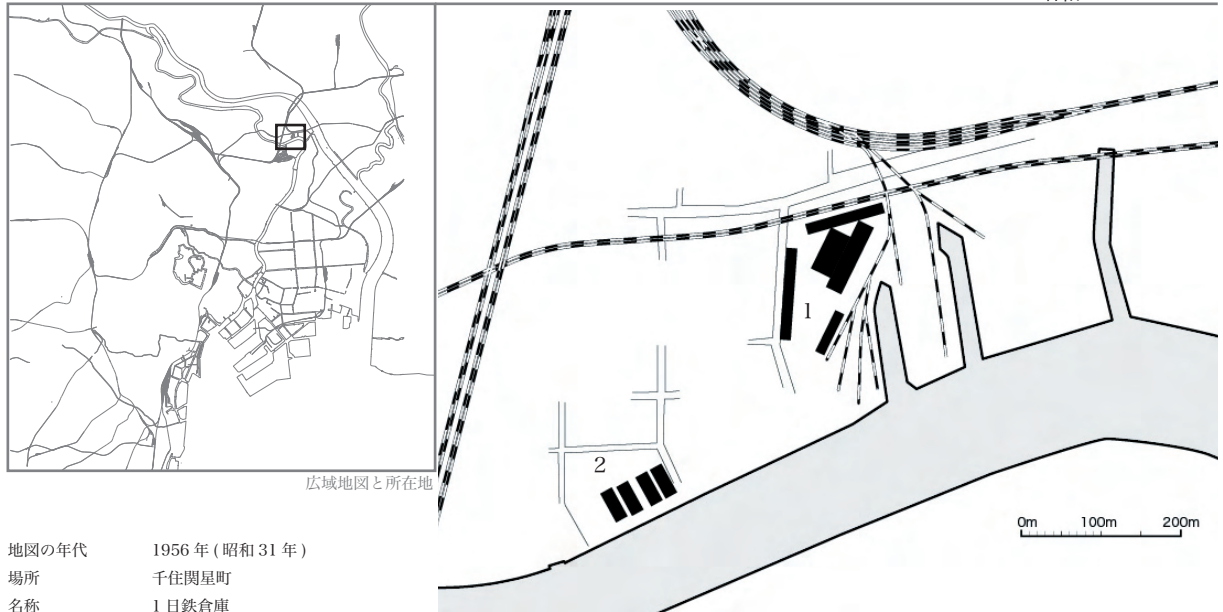 広域地図と所在地
1
2
0m 100m 200m
地図の年代 1956 年 ( 昭和 31 年 )
場所 千住関屋町
名称 1 日鉄倉庫